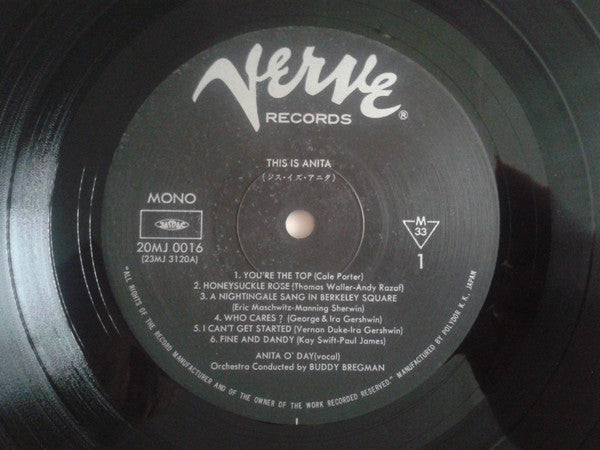 VERVE
RECORDS ®
THIS IS ANITA
(ジス・イズ・アニタ)
MONO
20MJ 0016
(23MJ 3120A)
M
33
1
1. YOU'RE THE TOP (Cole Porter)
2. HONEYSUCKLE ROSE (Thomas Waller-Andy Razaf)
3. A NIGHTINGALE SANG IN BERKELEY SQUARE
(Eric Moschwitz-Manning Sherwin)
4. WHO CARES ? (George & Ira Gershwin)
5. I CAN'T GET STARTED (Vernon Duke-Ira Gershwin)
6. FINE AND DANDY (Kay Swift-Paul James)
ANITA O' DAY(vocal)
Orchestra Conducted by BUDDY BREGMAN
"ALL RIGHTS OF THE RECORD MANUFACTURER AND OF THE OWNER OF THE WORK RECORDED RESERVED." MANUFACTURED BY POLYDOR K. K., JAPAN